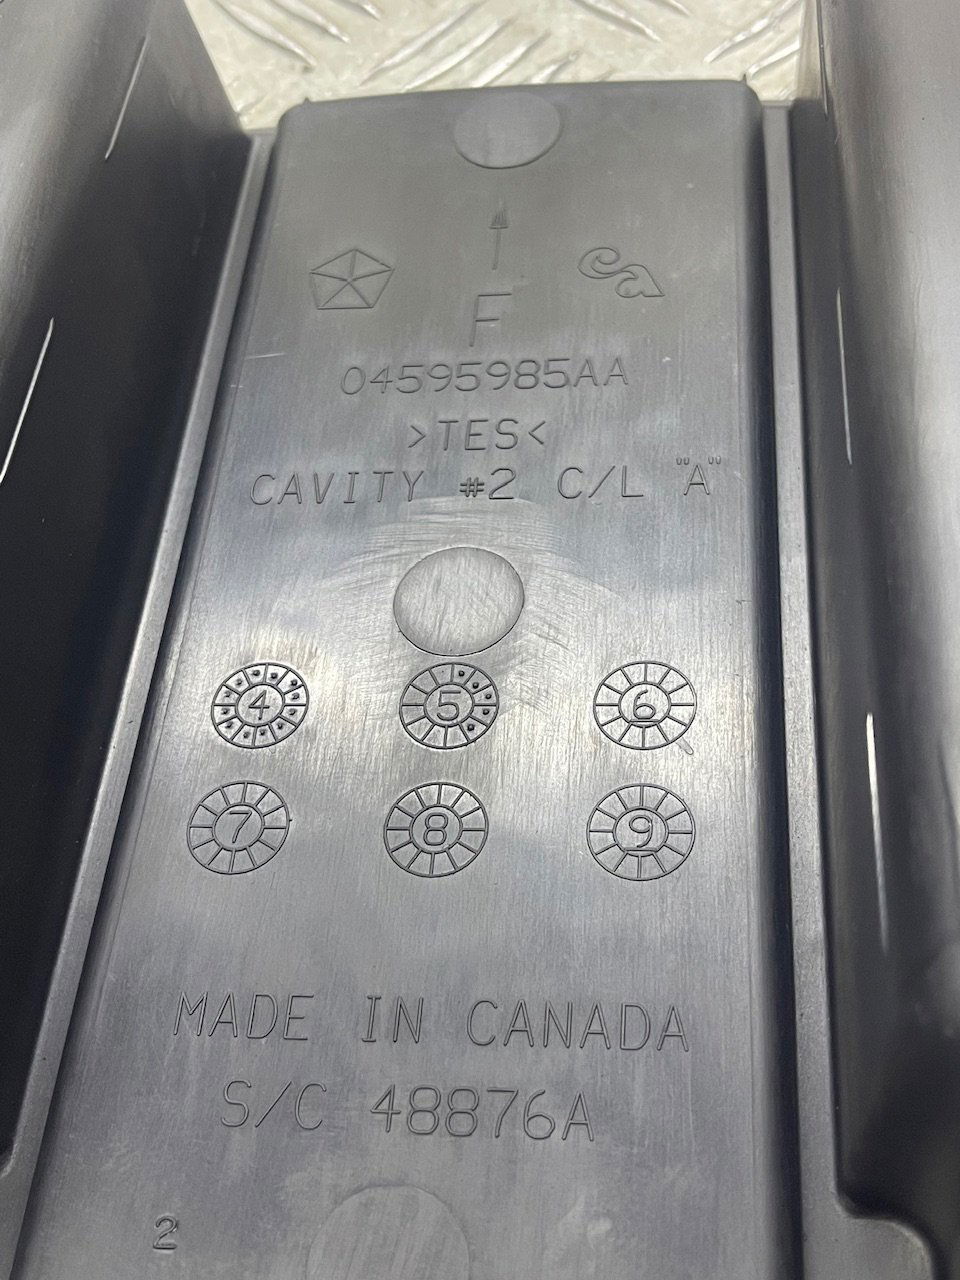 F
04595985AA
>TES<
CAVITY #2 C/L "A"
4 5 6
7 8 9
MADE IN CANADA
S/C 48876A
2